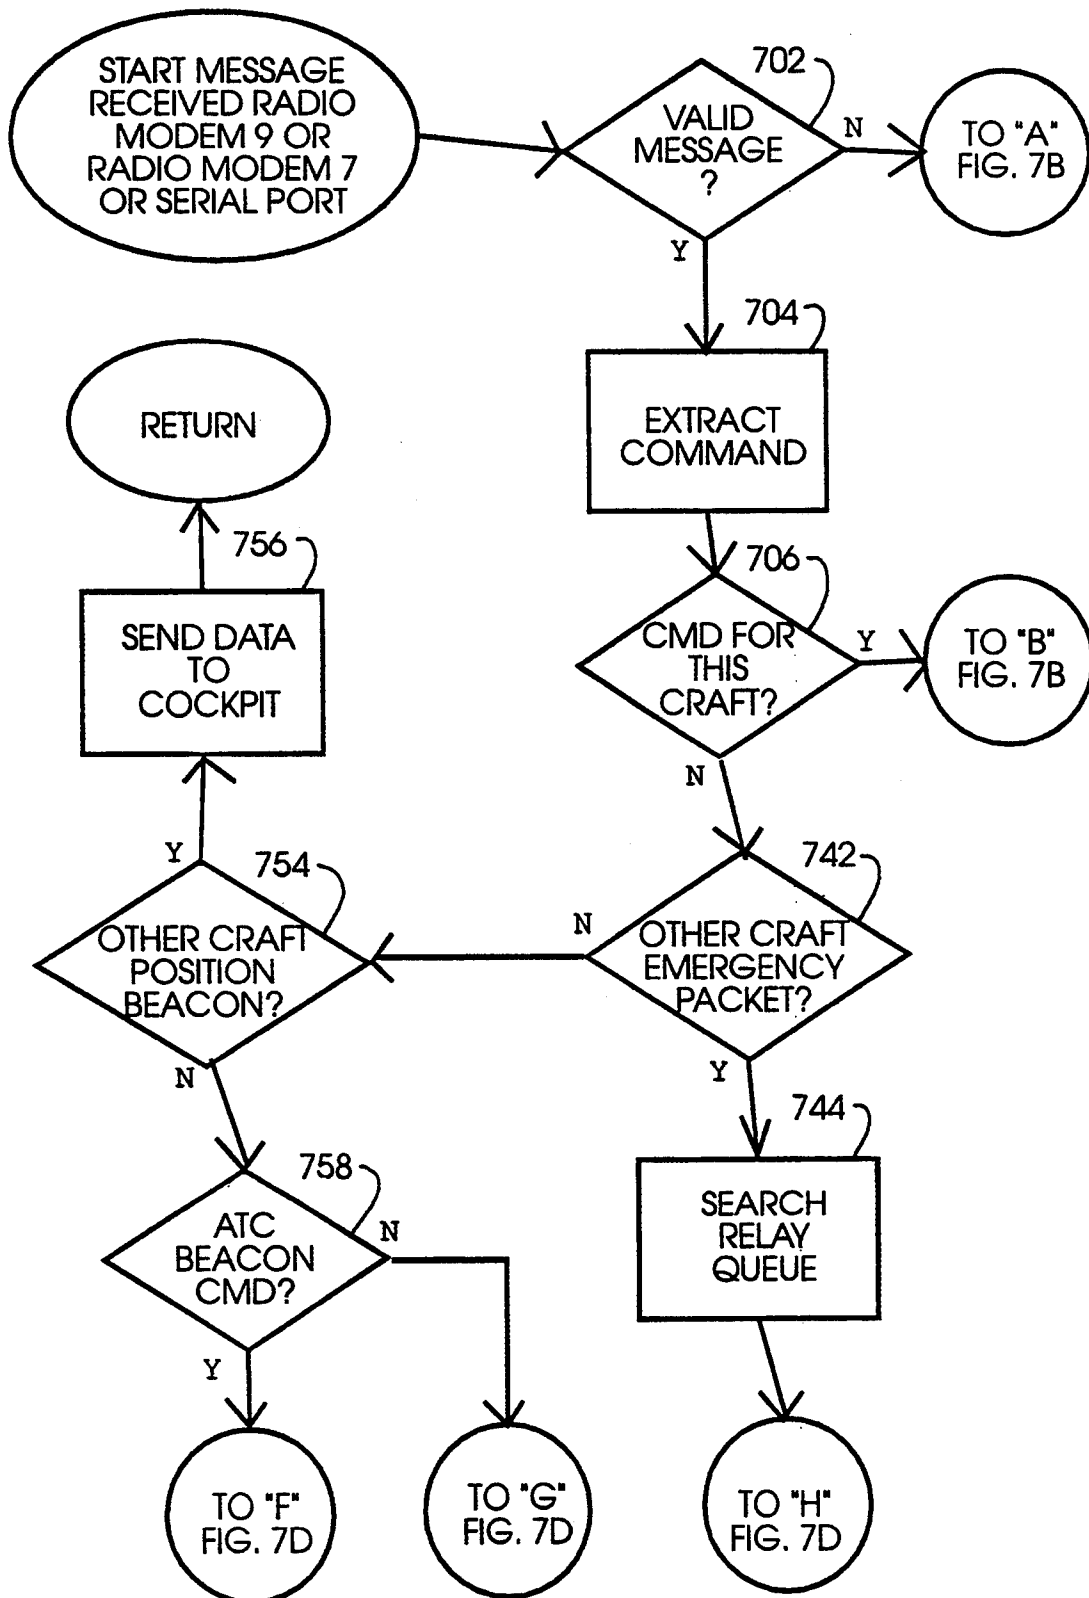 START MESSAGE
RECEIVED RADIO
MODEM 9 OR
RADIO MODEM 7
OR SERIAL PORT
702
VALID
MESSAGE
?
N
TO "A"
FIG. 7B
Y
704
EXTRACT
COMMAND
RETURN
756
SEND DATA
TO
COCKPIT
706
CMD FOR
THIS
CRAFT?
Y
TO "B"
FIG. 7B
N
Y
754
OTHER CRAFT
POSITION
BEACON?
N
742
OTHER CRAFT
EMERGENCY
PACKET?
N
Y
758
ATC
BEACON
CMD?
N
Y
744
SEARCH
RELAY
QUEUE
TO "F"
FIG. 7D
TO "G"
FIG. 7D
TO "H"
FIG. 7D